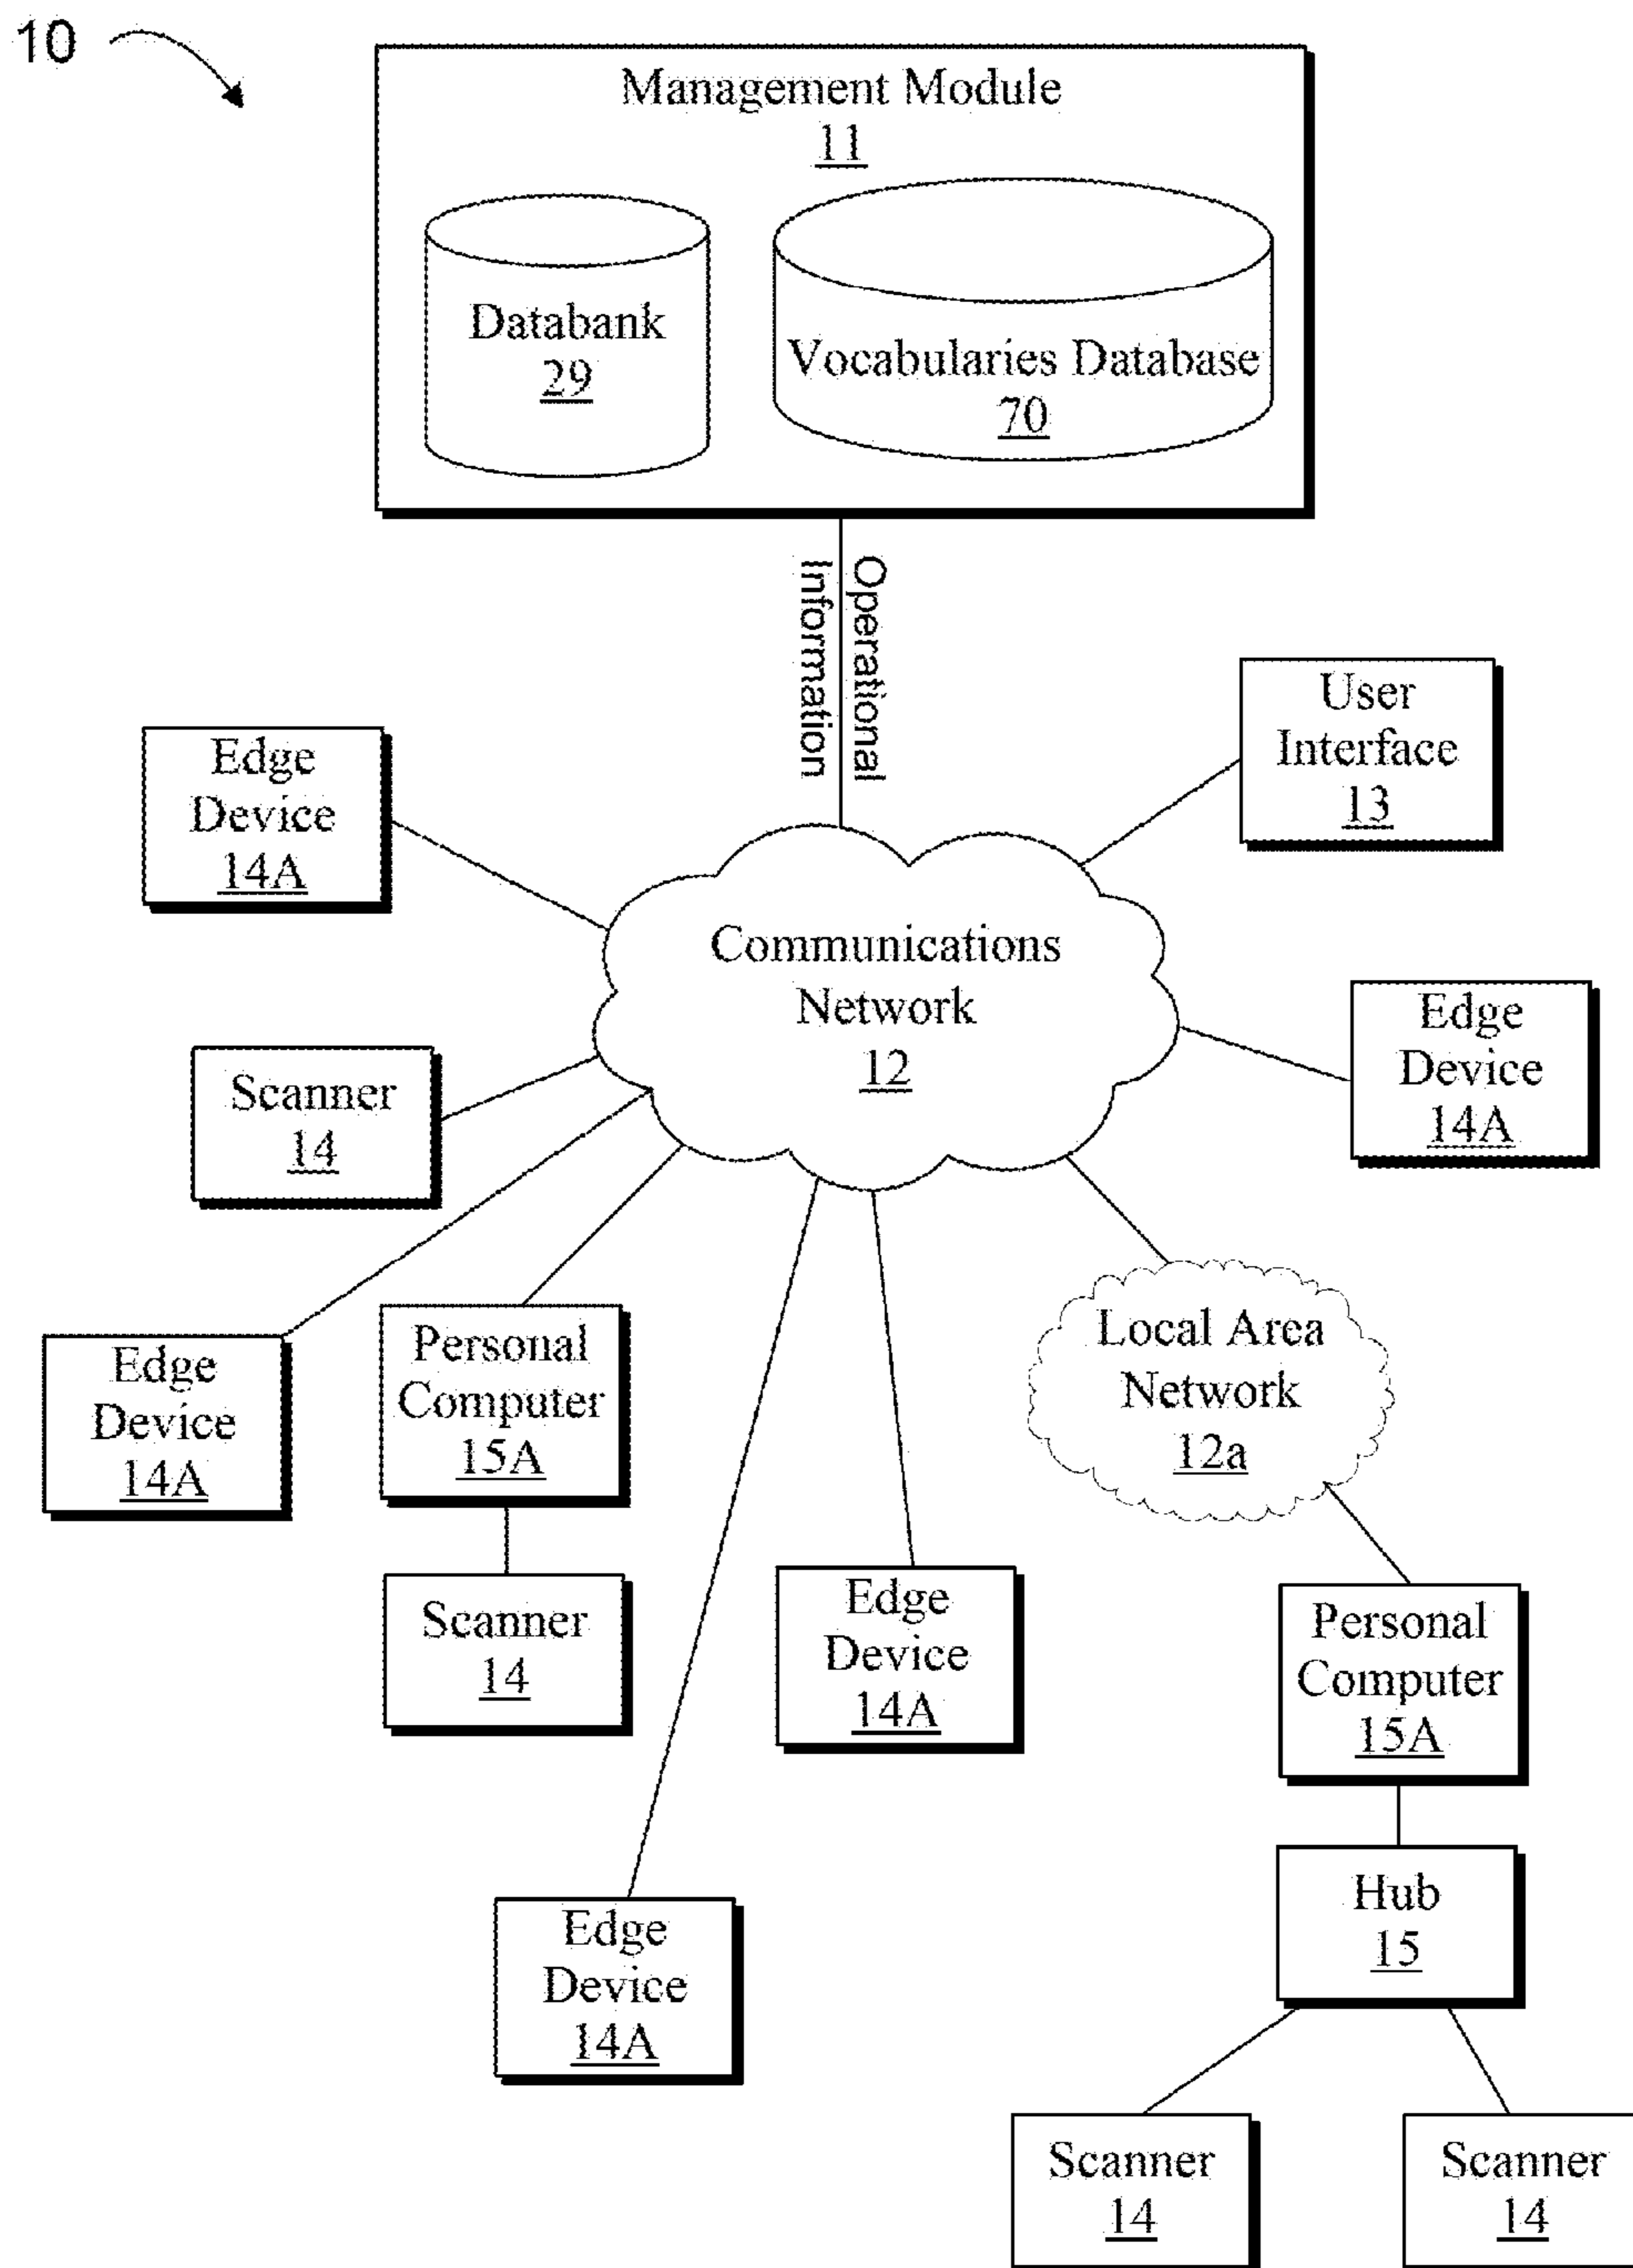 10
Management Module
11
Databank
29
Vocabularies Database
70
Operational
Information
User
Interface
13
Edge
Device
14A
Communications
Network
12
Edge
Device
14A
Scanner
14
Edge
Device
14A
Personal
Computer
15A
Local Area
Network
12a
Scanner
14
Edge
Device
14A
Personal
Computer
15A
Edge
Device
14A
Hub
15
Scanner
14
Scanner
14